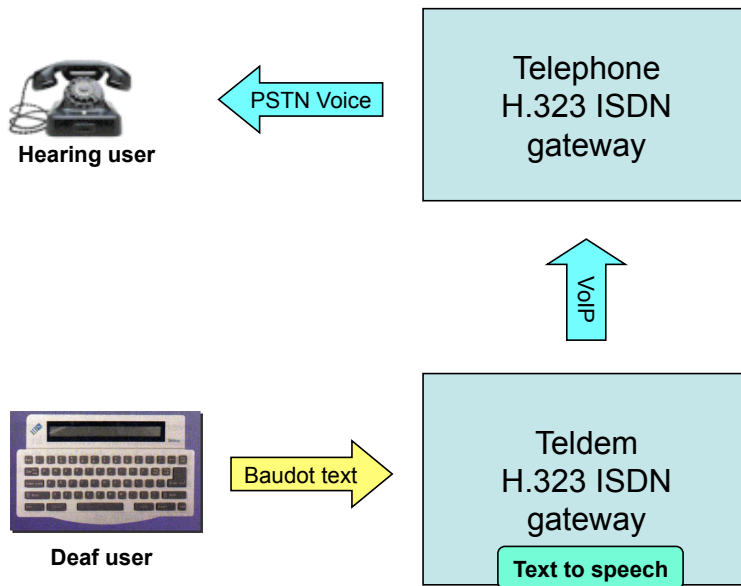 Telephone
H.323 ISDN
gateway
PSTN Voice
Hearing user
VoIP
Teldem
H.323 ISDN
gateway
Baudot text
Deaf user
Text to speech